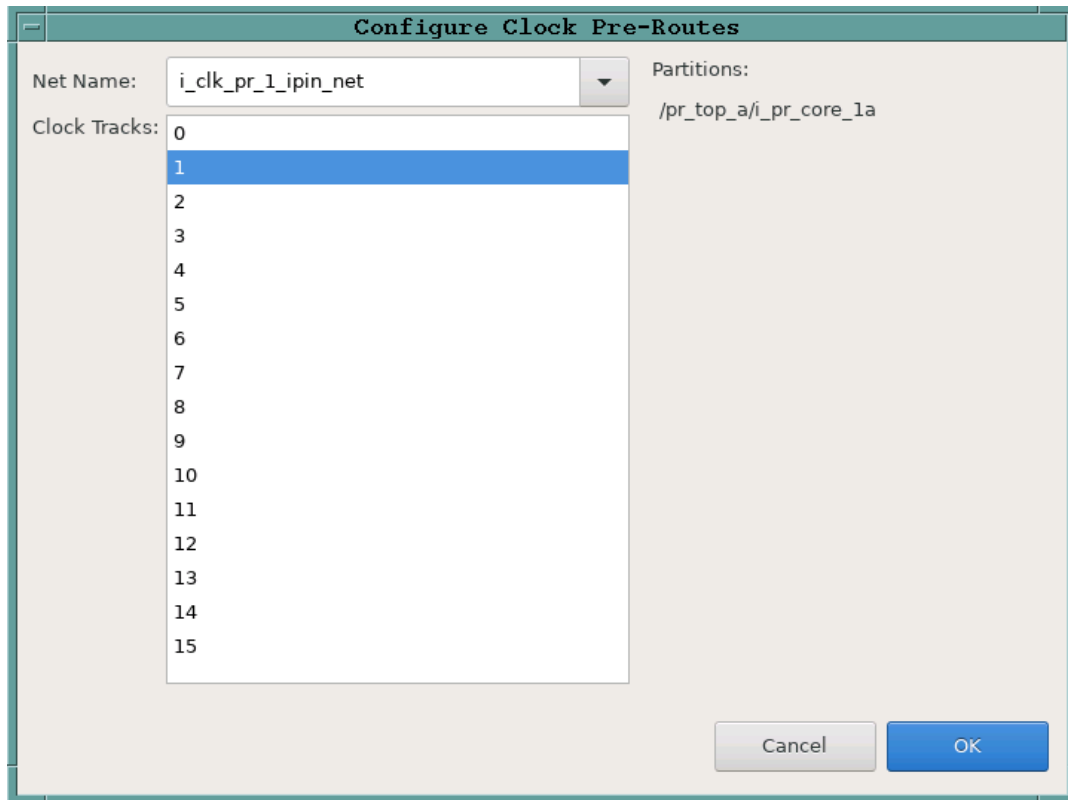 Configure Clock Pre-Routes
Net Name: i_clk_pr_1_ipin_net
Partitions:
/pr_top_a/i_pr_core_1a
Clock Tracks:
0
1
2
3
4
5
6
7
8
9
10
11
12
13
14
15
Cancel
OK